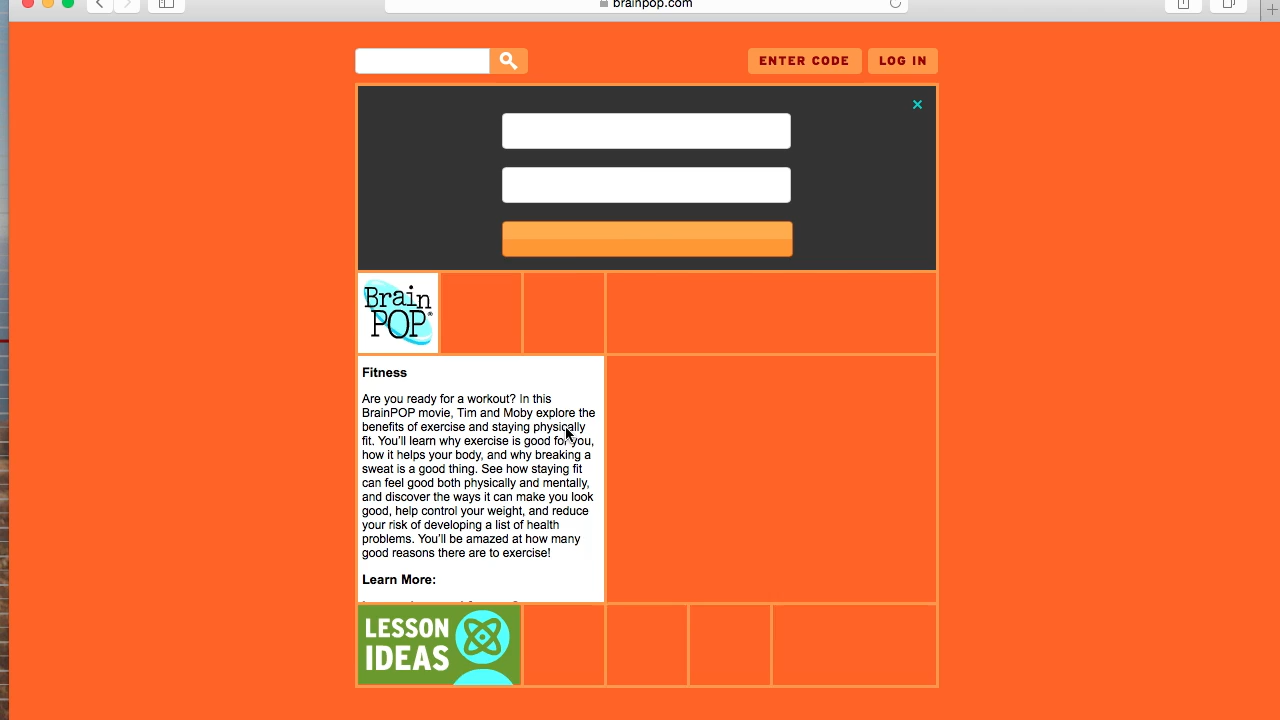 brainpop.com
ENTER CODE LOG IN
Brain
POP®
Fitness
Are you ready for a workout? In this
BrainPOP movie, Tim and Moby explore the
benefits of exercise and staying physically
fit. You'll learn why exercise is good for you,
how it helps your body, and why breaking a
sweat is a good thing. See how staying fit
can feel good both physically and mentally,
and discover the ways it can make you look
good, help control your weight, and reduce
your risk of developing a list of health
problems. You'll be amazed at how many
good reasons there are to exercise!
Learn More:
LESSON
IDEAS